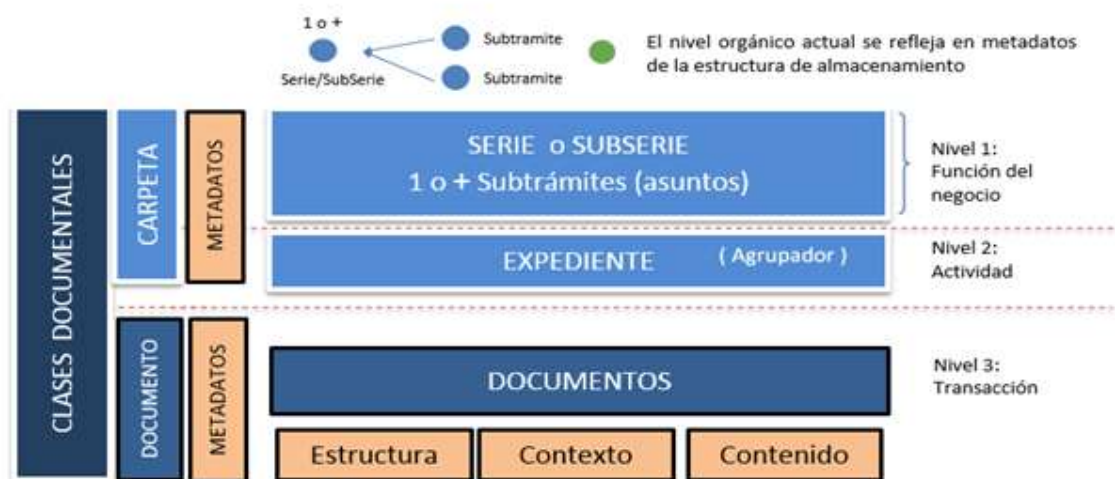 1 o +
Serie/SubSerie
Subtramite
Subtramite
El nivel orgánico actual se refleja en metadatos
de la estructura de almacenamiento
CLASES DOCUMENTALES
CARPETA
METADATOS
SERIE o SUBSERIE
1 o + Subtrámites (asuntos)
Nivel 1:
Función del
negocio
EXPEDIENTE ( Agrupador )
Nivel 2:
Actividad
DOCUMENTO
METADATOS
DOCUMENTOS
Nivel 3:
Transacción
Estructura
Contexto
Contenido